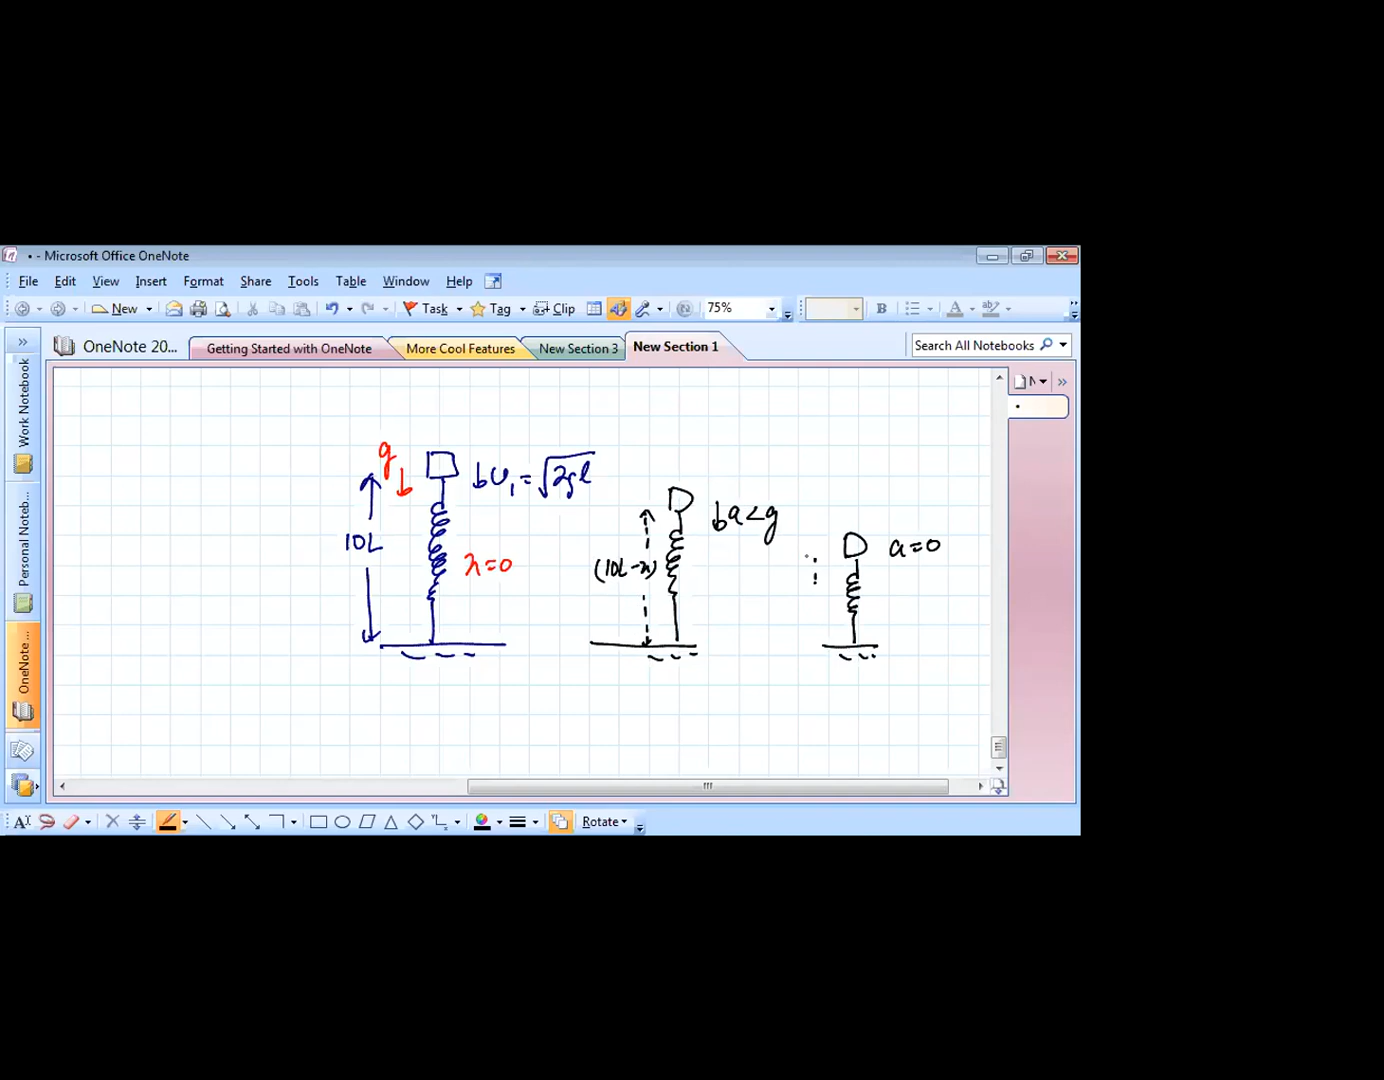 • - Microsoft Office OneNote
File Edit View Insert Format Share Tools Table Window Help
New Task Tag Clip 75% B A ab
OneNote 20... Getting Started with OneNote More Cool Features New Section 3 New Section 1 Search All Notebooks
Work Notebook
Personal Noteb...
OneNote...
N
g
↓υ₁ = √2gl
10L
x=0
(10L-x)
↓a<g
a=0
A Rotate